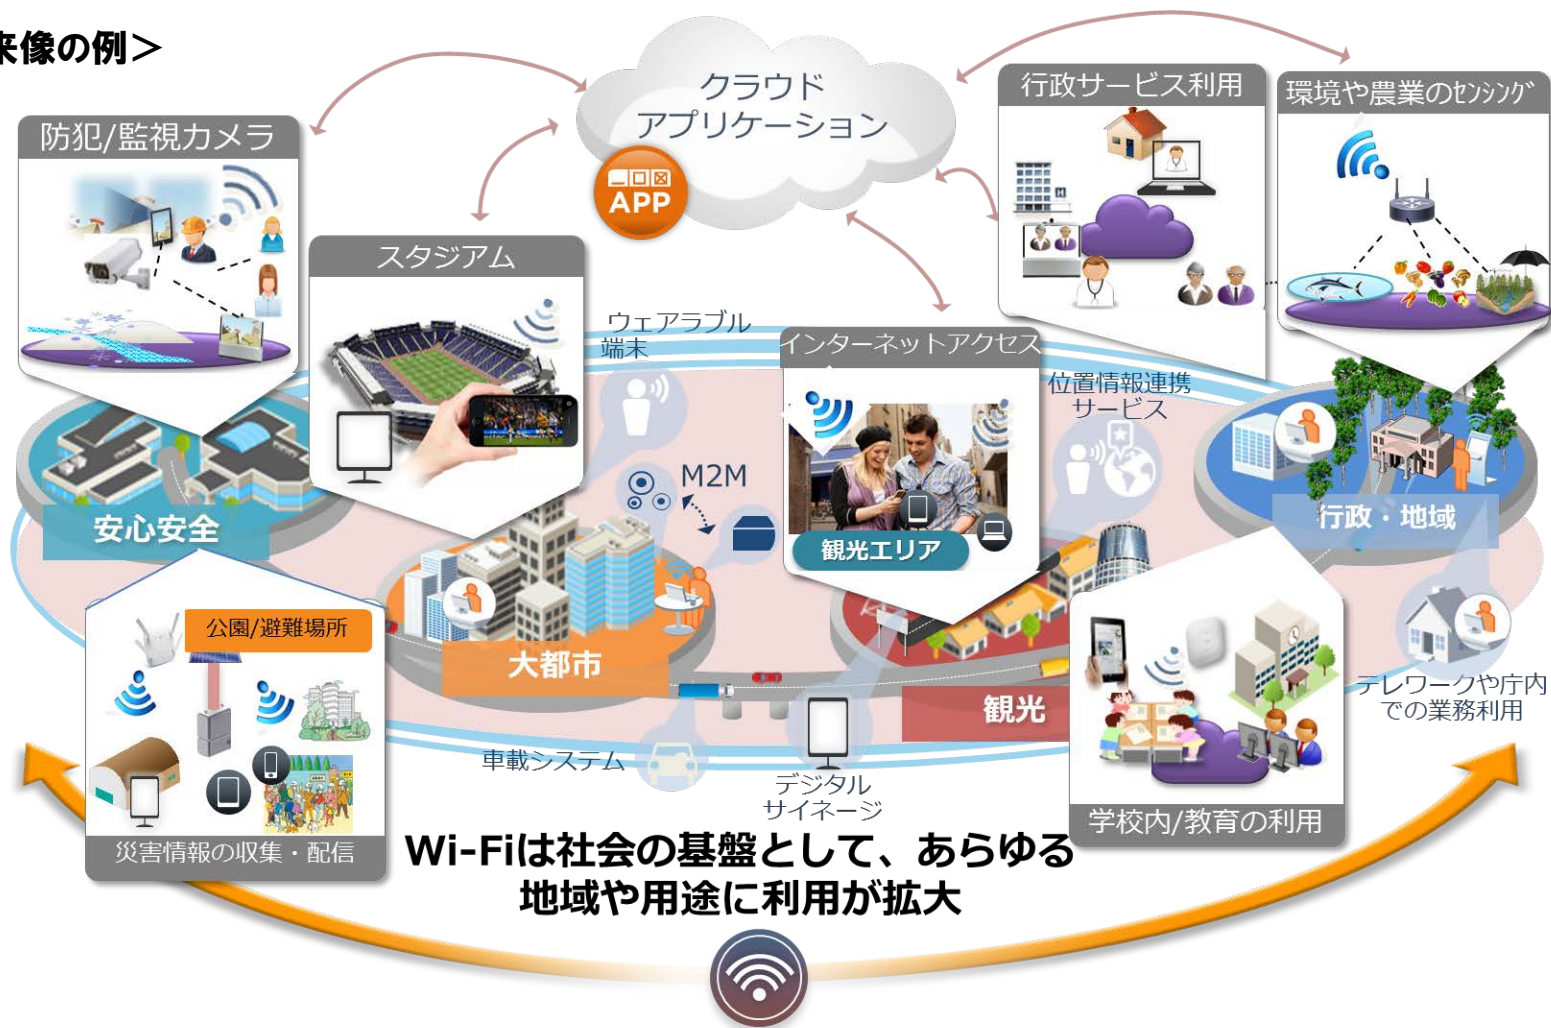 来像の例＞
クラウド
アプリケーション
APP
行政サービス利用
環境や農業のｾﾝｼﾝｸﾞ
防犯/監視カメラ
スタジアム
ウェアラブル
端末
インターネットアクセス
位置情報連携
サービス
M2M
安心安全
観光エリア
行政・地域
公園/避難場所
大都市
観光
テレワークや庁内
での業務利用
車載システム
デジタル
サイネージ
学校内/教育の利用
災害情報の収集・配信
Wi-Fiは社会の基盤として、あらゆる
地域や用途に利用が拡大